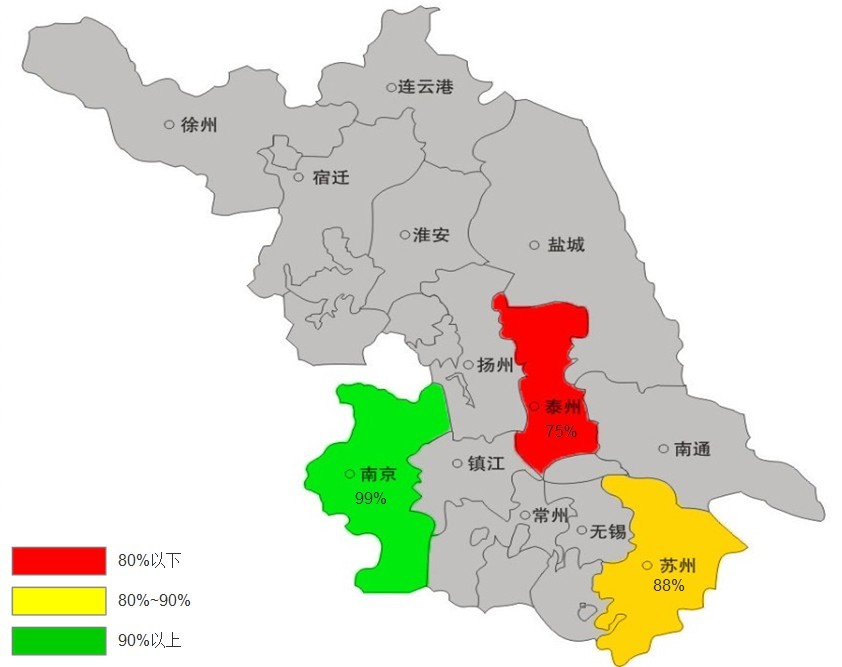 连云港
徐州
宿迁
淮安
盐城
扬州
泰州
75%
南通
镇江
南京
99%
常州
无锡
苏州
88%
80%以下
80%~90%
90%以上